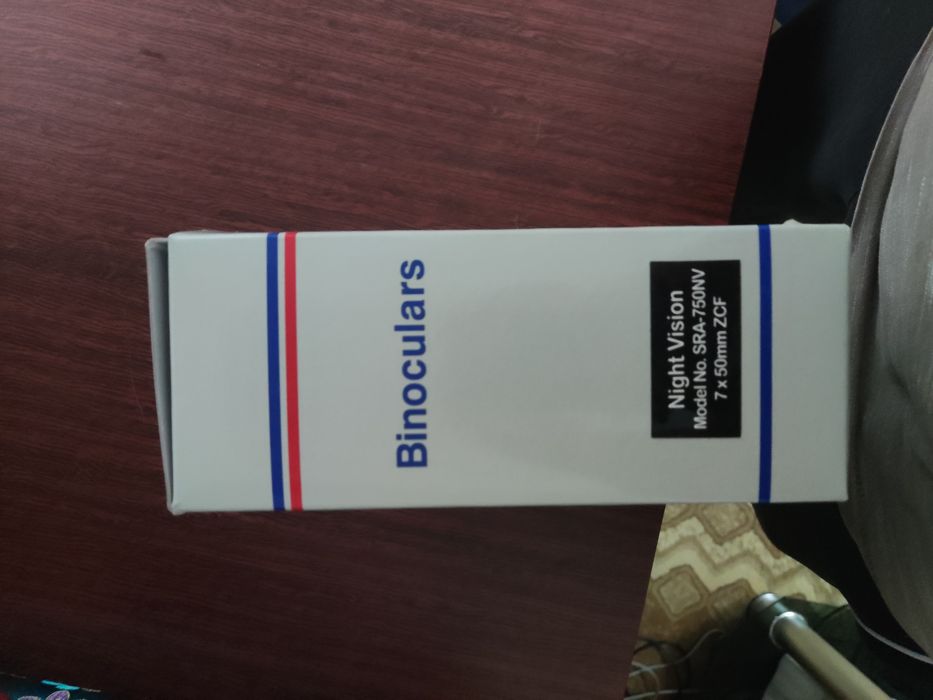 Binoculars
Night Vision
Model No. SRA-750NV
7 x 50mm ZCF